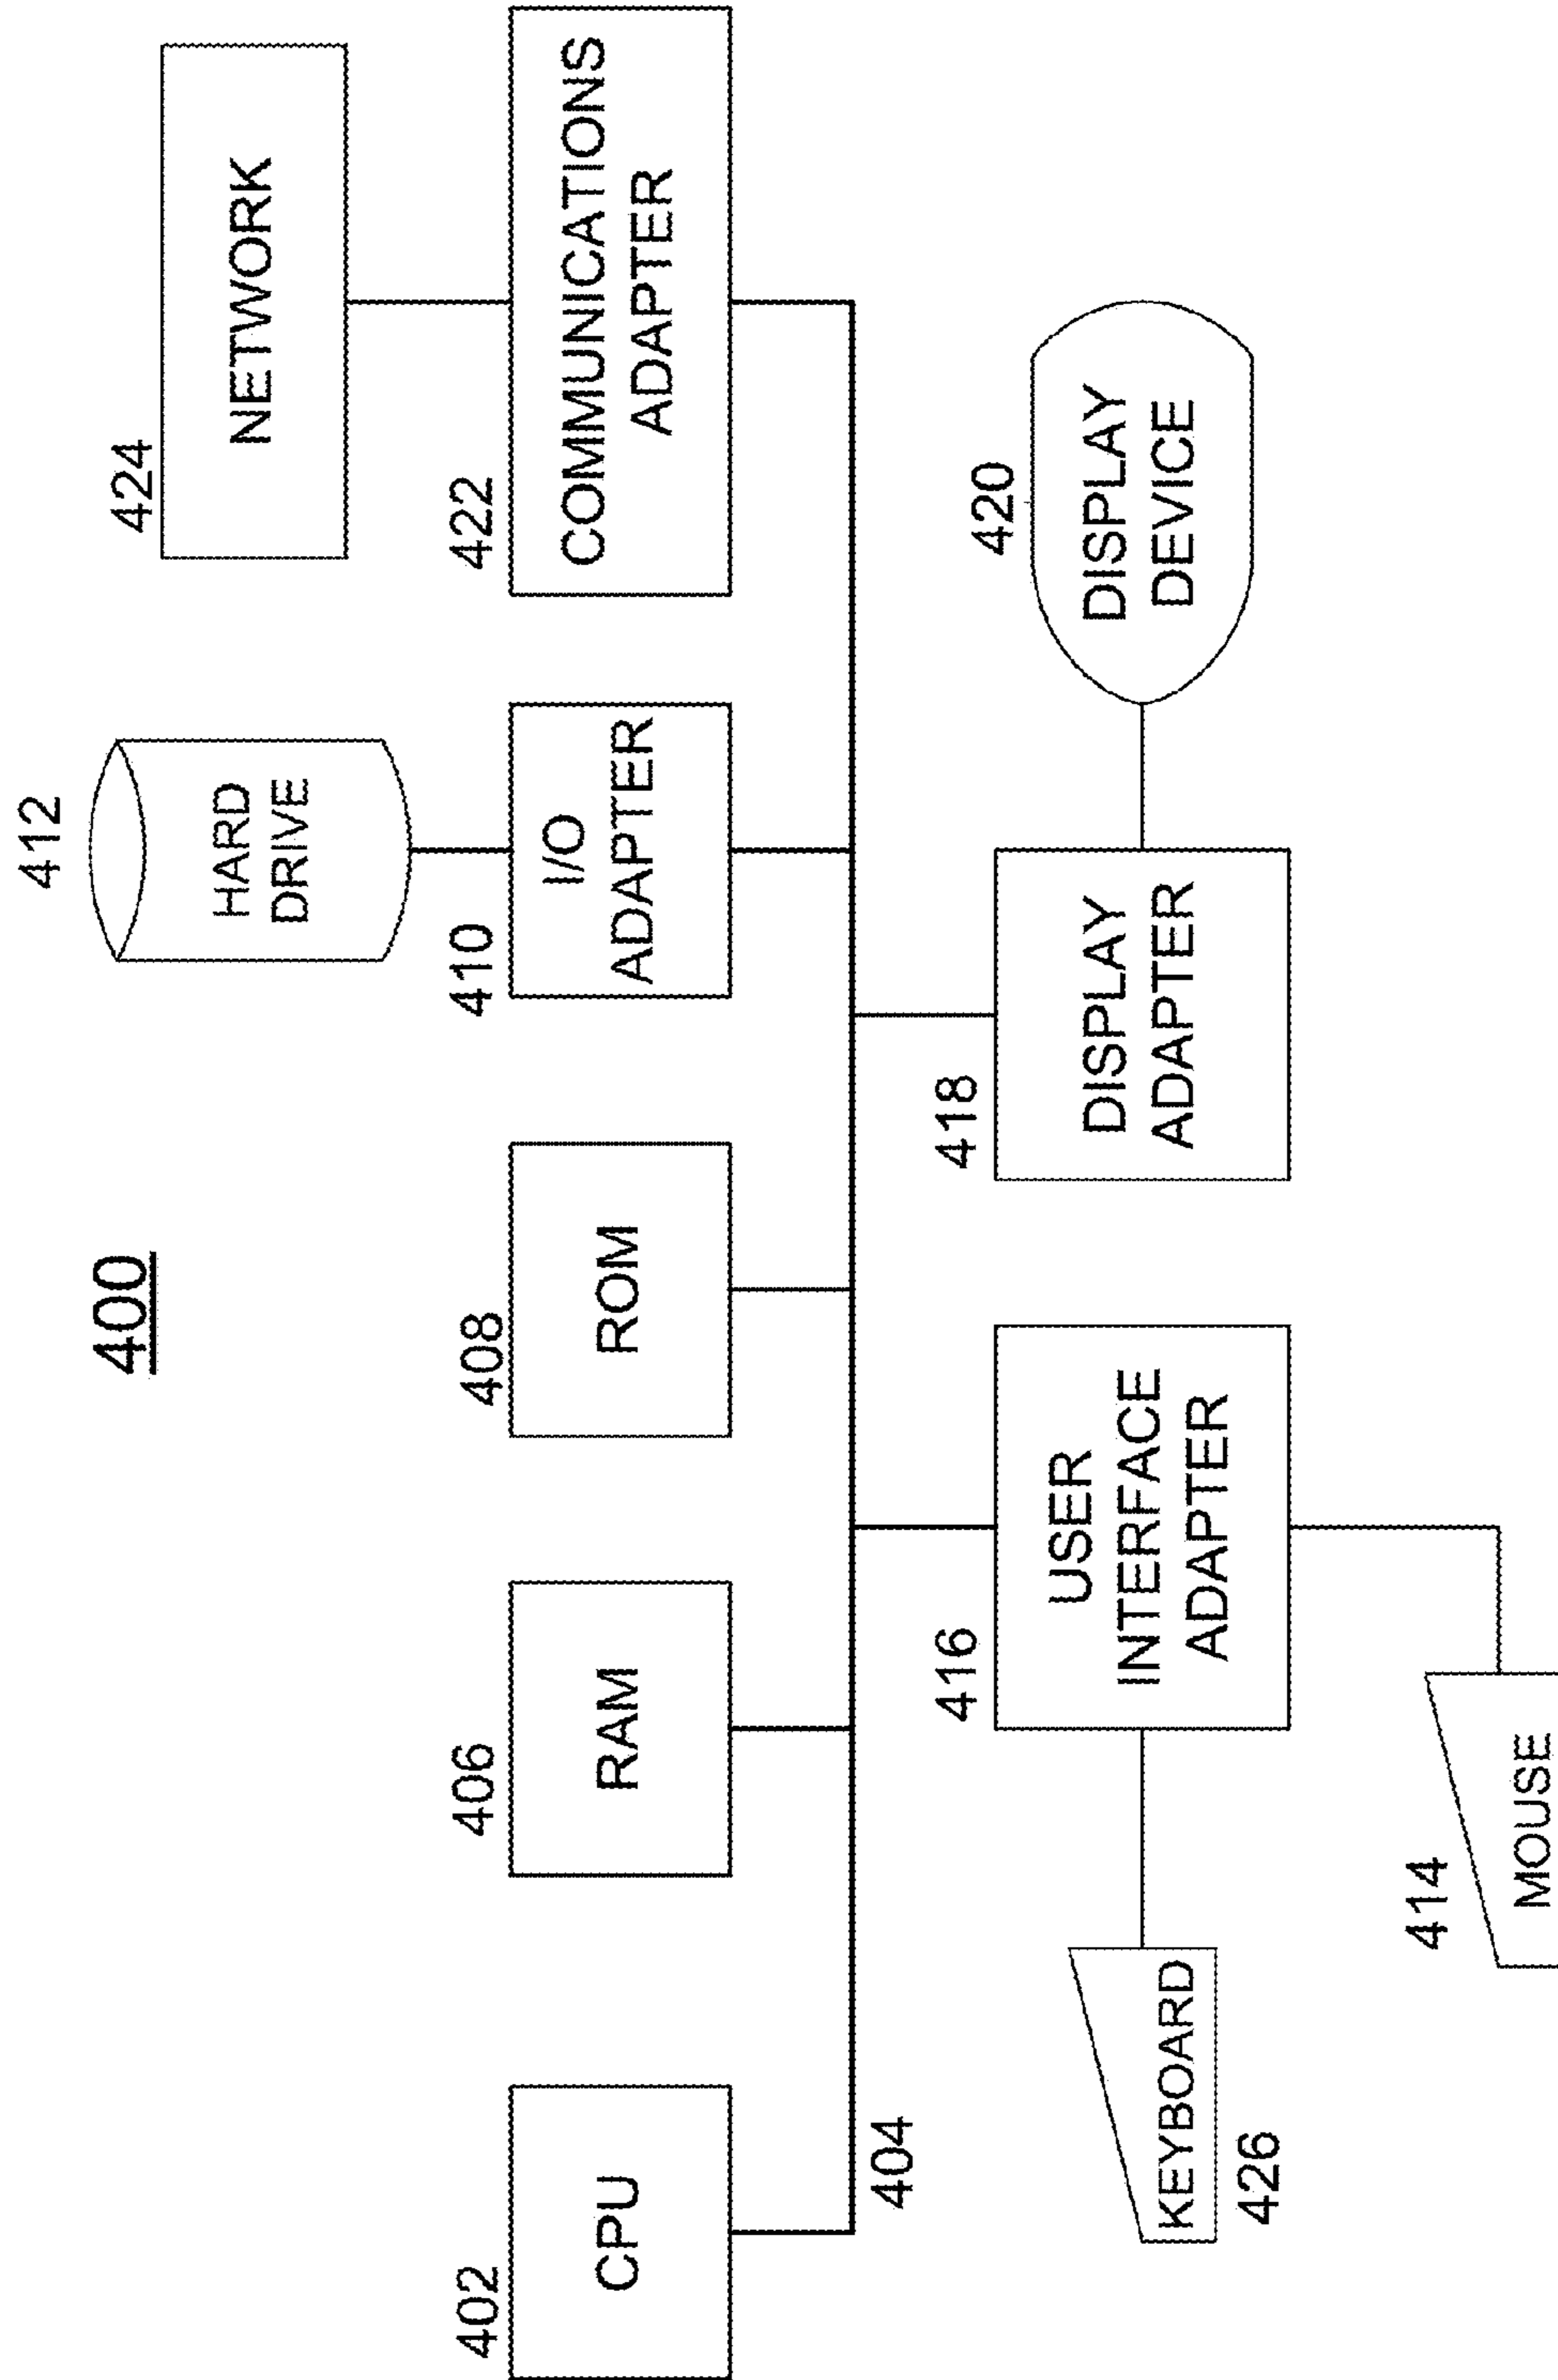 400
412
424
HARD
DRIVE
NETWORK
402
CPU
406
RAM
408
ROM
410
I/O
ADAPTER
422
COMMUNICATIONS
ADAPTER
404
KEYBOARD
426
416
USER
INTERFACE
ADAPTER
418
DISPLAY
ADAPTER
420
DISPLAY
DEVICE
414
MOUSE